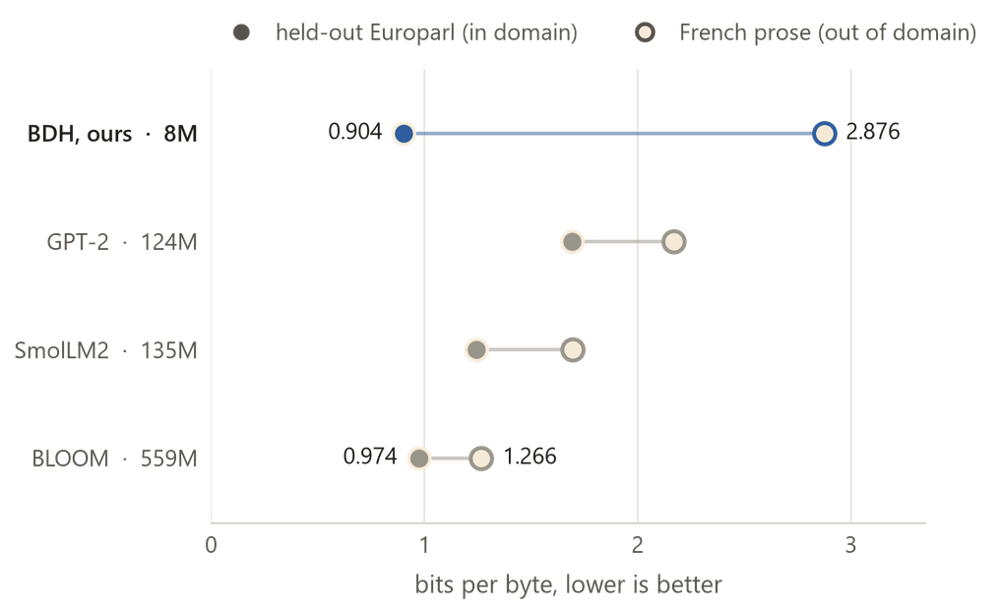 held-out Europarl (in domain) French prose (out of domain)
BDH, ours · 8M 0.904 2.876
GPT-2 · 124M
SmolLM2 · 135M
BLOOM · 559M 0.974 1.266
0 1 2 3
bits per byte, lower is better